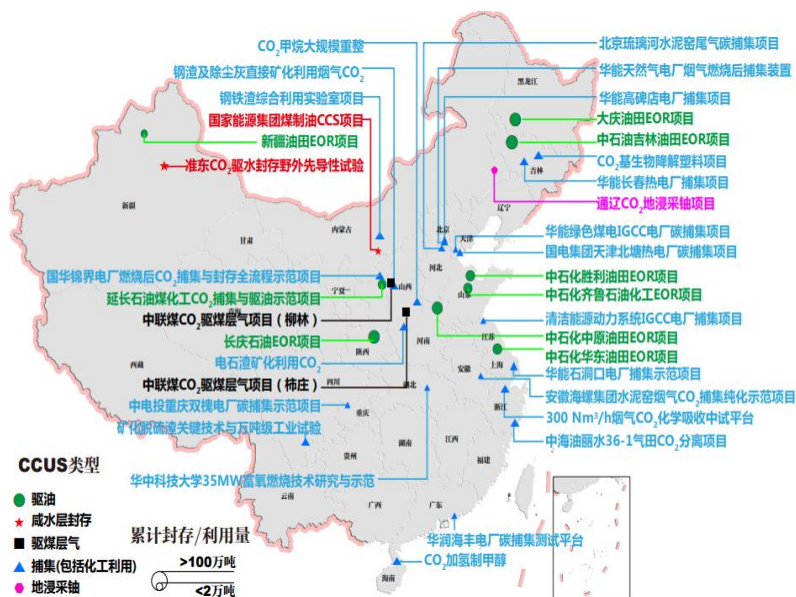 CO₂甲烷大规模重整
钢渣及除尘灰直接矿化利用烟气CO₂
钢铁渣综合利用实验室项目
国家能源集团煤制油CCS项目
新疆油田EOR项目
准东CO₂驱水封存野外先导性试验
北京琉璃河水泥窑尾气碳捕集项目
华能天然气电厂烟气燃烧后捕集装置
华能高碑店电厂捕集项目
大庆油田EOR项目
中石油吉林油田EOR项目
CO₂基生物降解塑料项目
华能长春热电厂捕集项目
通辽CO₂地浸采铀项目
华能绿色煤电IGCC电厂碳捕集项目
国电集团天津北塘热电厂碳捕集项目
中石化胜利油田EOR项目
中石化齐鲁石油化工EOR项目
清洁能源动力系统IGCC电厂捕集项目
中石化中原油田EOR项目
中石化华东油田EOR项目
华能石洞口电厂捕集示范项目
安徽海螺集团水泥窑烟气CO₂捕集纯化示范项目
300 Nm³/h烟气CO₂化学吸收中试平台
中海油丽水36-1气田CO₂分离项目
国华锦界电厂燃烧后CO₂捕集与封存全流程示范项目
延长石油煤化工CO₂捕集与驱油示范项目
中联煤CO₂驱煤层气项目（柳林）
长庆石油EOR项目
电石渣矿化利用CO₂
中联煤CO₂驱煤层气项目（柿庄）
中电投重庆双槐电厂碳捕集示范项目
矿化脱硫渣关键技术与万吨级工业试验
华中科技大学35MW富氧燃烧技术研究与示范
华润海丰电厂碳捕集测试平台
CO₂加氢制甲醇
黑龙江
吉林
辽宁
内蒙古
新疆
甘肃
北京
天津
河北
山西
山东
宁夏
青海
陕西
河南
江苏
西藏
四川
湖北
安徽
上海
浙江
重庆
贵州
湖南
江西
福建
云南
广西
广东
海南
CCUS类型
驱油
咸水层封存
驱煤层气
捕集(包括化工利用)
地浸采铀
累计封存/利用量
>100万吨
<2万吨